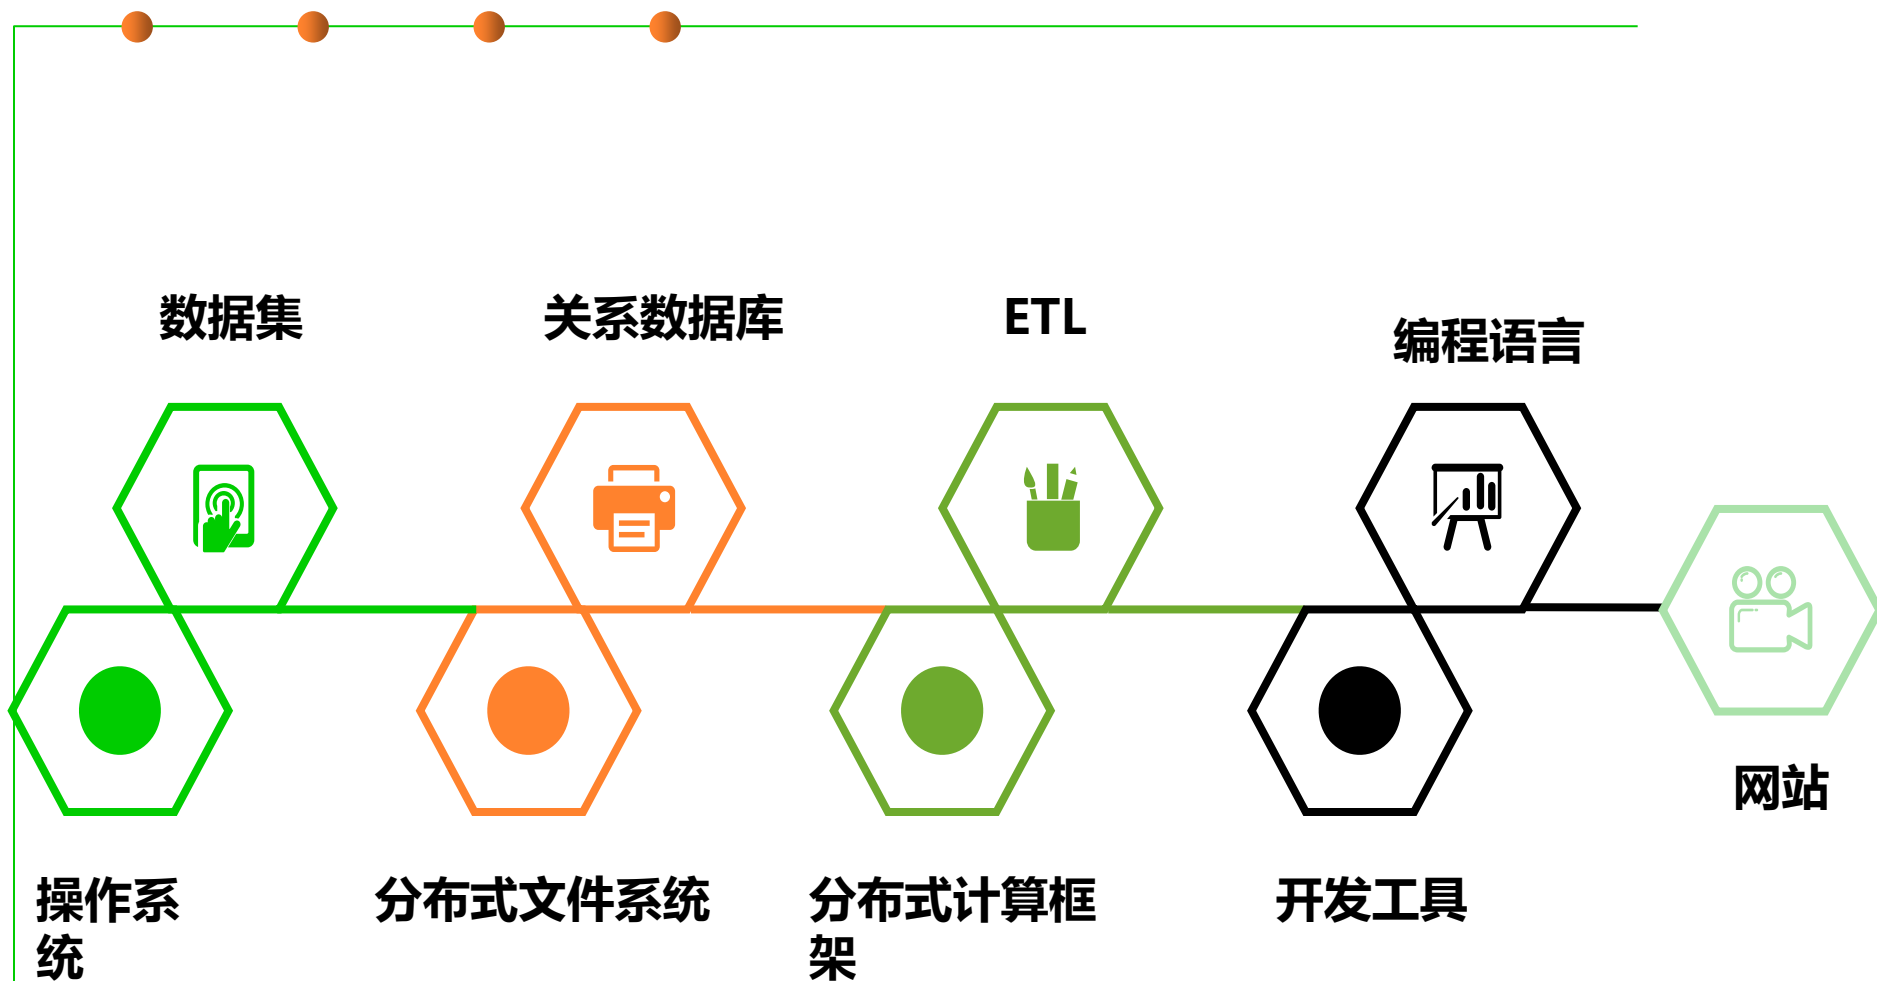 数据集
关系数据库
ETL
编程语言
网站
操作系
统
分布式文件系统
分布式计算框
架
开发工具